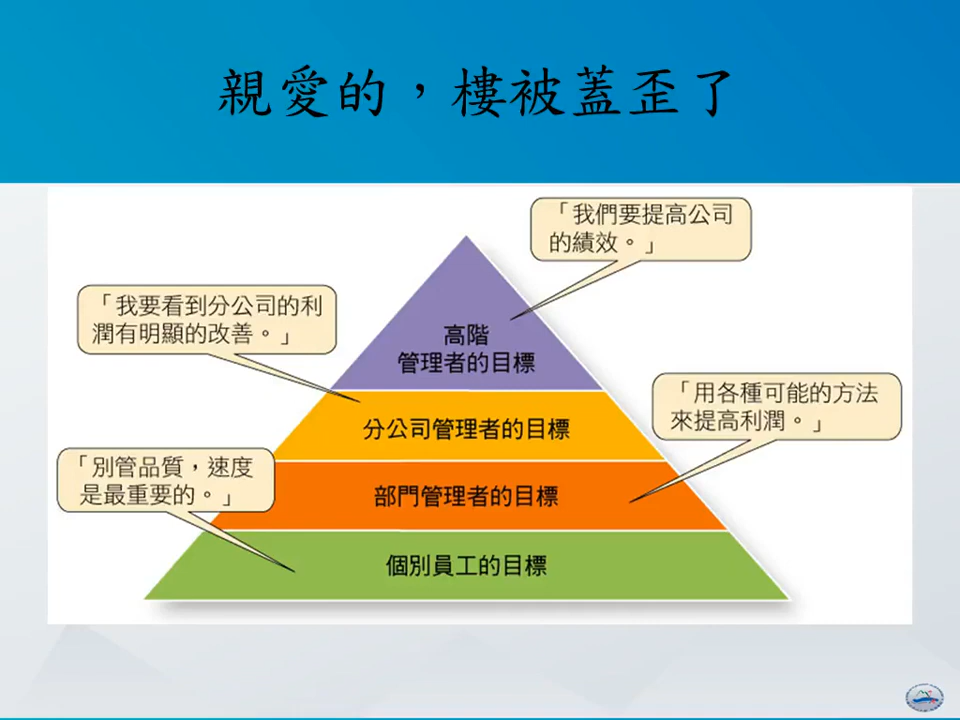 親愛的，樓被蓋歪了
「我們要提高公司
的績效。」
「我要看到分公司的利
潤有明顯的改善。」
高階
管理者的目標
「用各種可能的方法
來提高利潤。」
分公司管理者的目標
「別管品質，速度
是最重要的。」
部門管理者的目標
個別員工的目標